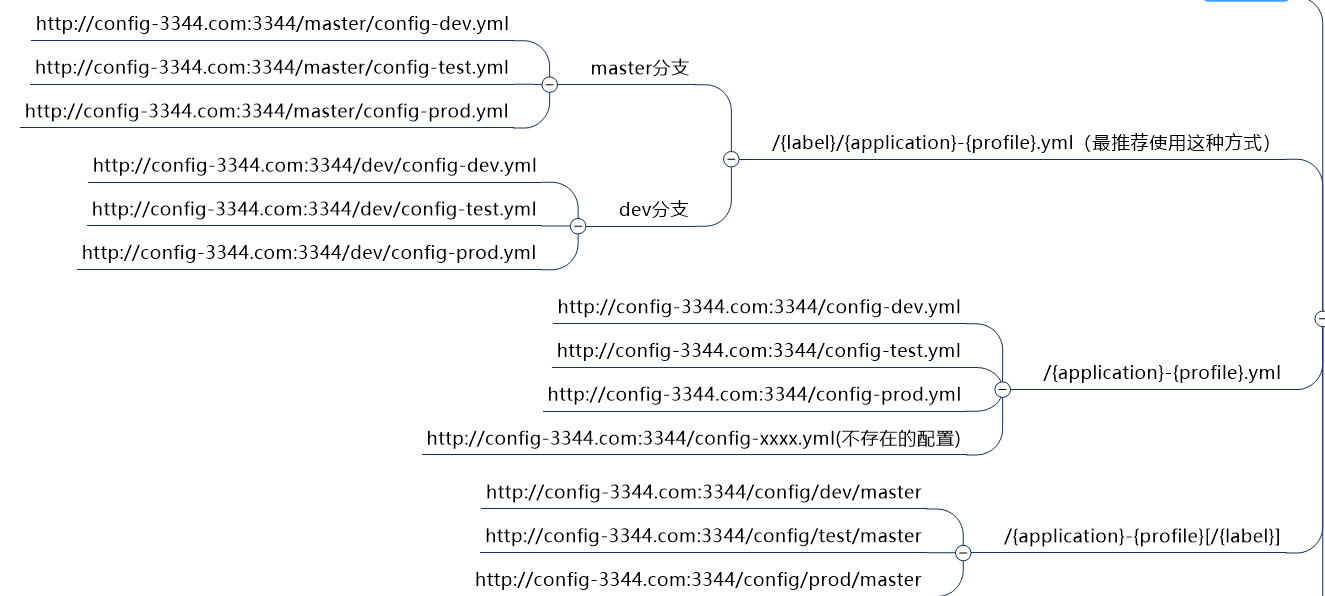 http://config-3344.com:3344/master/config-dev.yml
http://config-3344.com:3344/master/config-test.yml
http://config-3344.com:3344/master/config-prod.yml
master分支
http://config-3344.com:3344/dev/config-dev.yml
http://config-3344.com:3344/dev/config-test.yml
http://config-3344.com:3344/dev/config-prod.yml
dev分支
/{label}/{application}-{profile}.yml（最推荐使用这种方式）
http://config-3344.com:3344/config-dev.yml
http://config-3344.com:3344/config-test.yml
http://config-3344.com:3344/config-prod.yml
http://config-3344.com:3344/config-xxxx.yml(不存在的配置)
/{application}-{profile}.yml
http://config-3344.com:3344/config/dev/master
http://config-3344.com:3344/config/test/master
http://config-3344.com:3344/config/prod/master
/{application}-{profile}[/{label}]